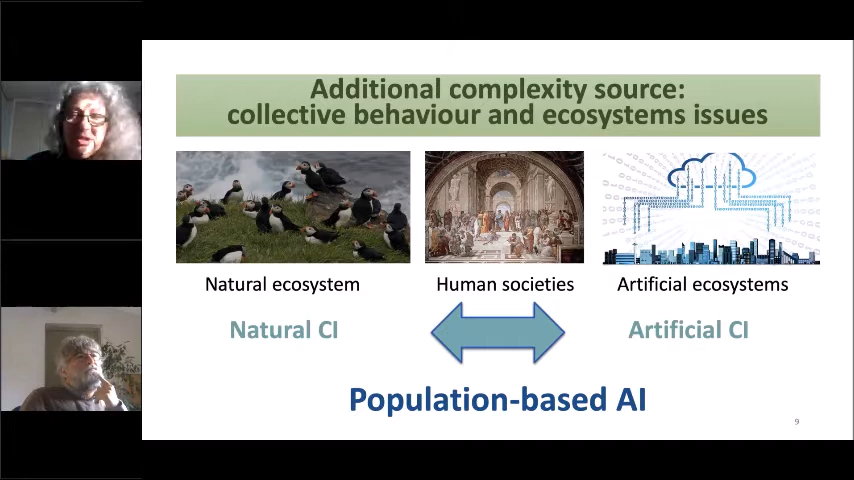 Additional complexity source:
collective behaviour and ecosystems issues
Natural ecosystem
Human societies
Artificial ecosystems
Natural CI
Artificial CI
Population-based AI
9